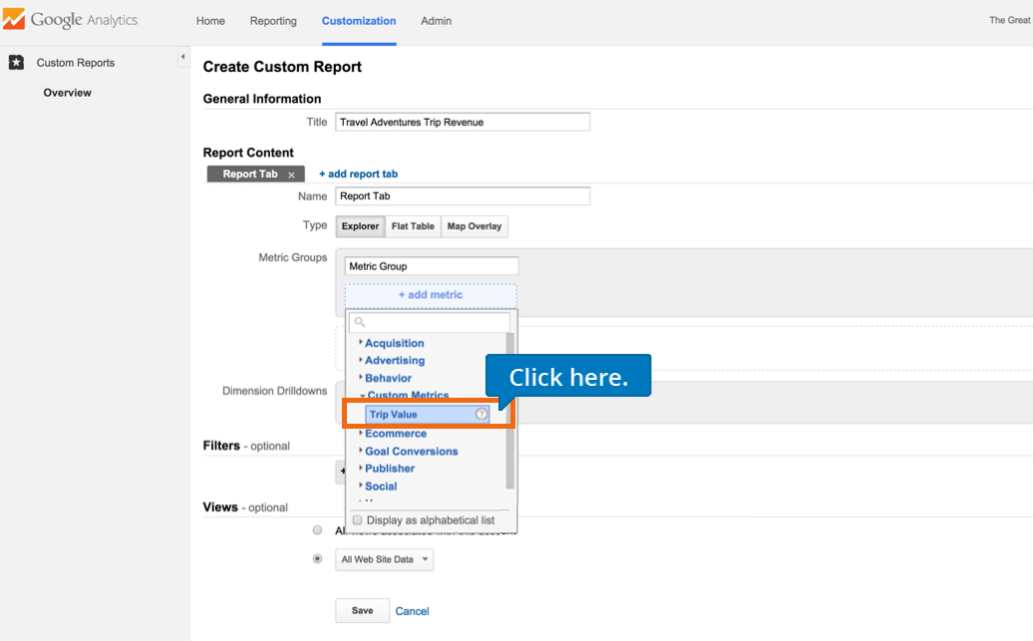 Google Analytics
Home Reporting Customization Admin
The Great
Custom Reports
Overview
Create Custom Report
General Information
Title Travel Adventures Trip Revenue
Report Content
Report Tab x + add report tab
Name Report Tab
Type Explorer Flat Table Map Overlay
Metric Groups
Metric Group
+ add metric
Acquisition
Advertising
Behavior
Click here.
Custom Metrics
Dimension Drilldowns
Trip Value ?
Ecommerce
Filters - optional
Goal Conversions
Publisher
+
Social
Views - optional
Display as alphabetical list
All Web Site Data
Save Cancel